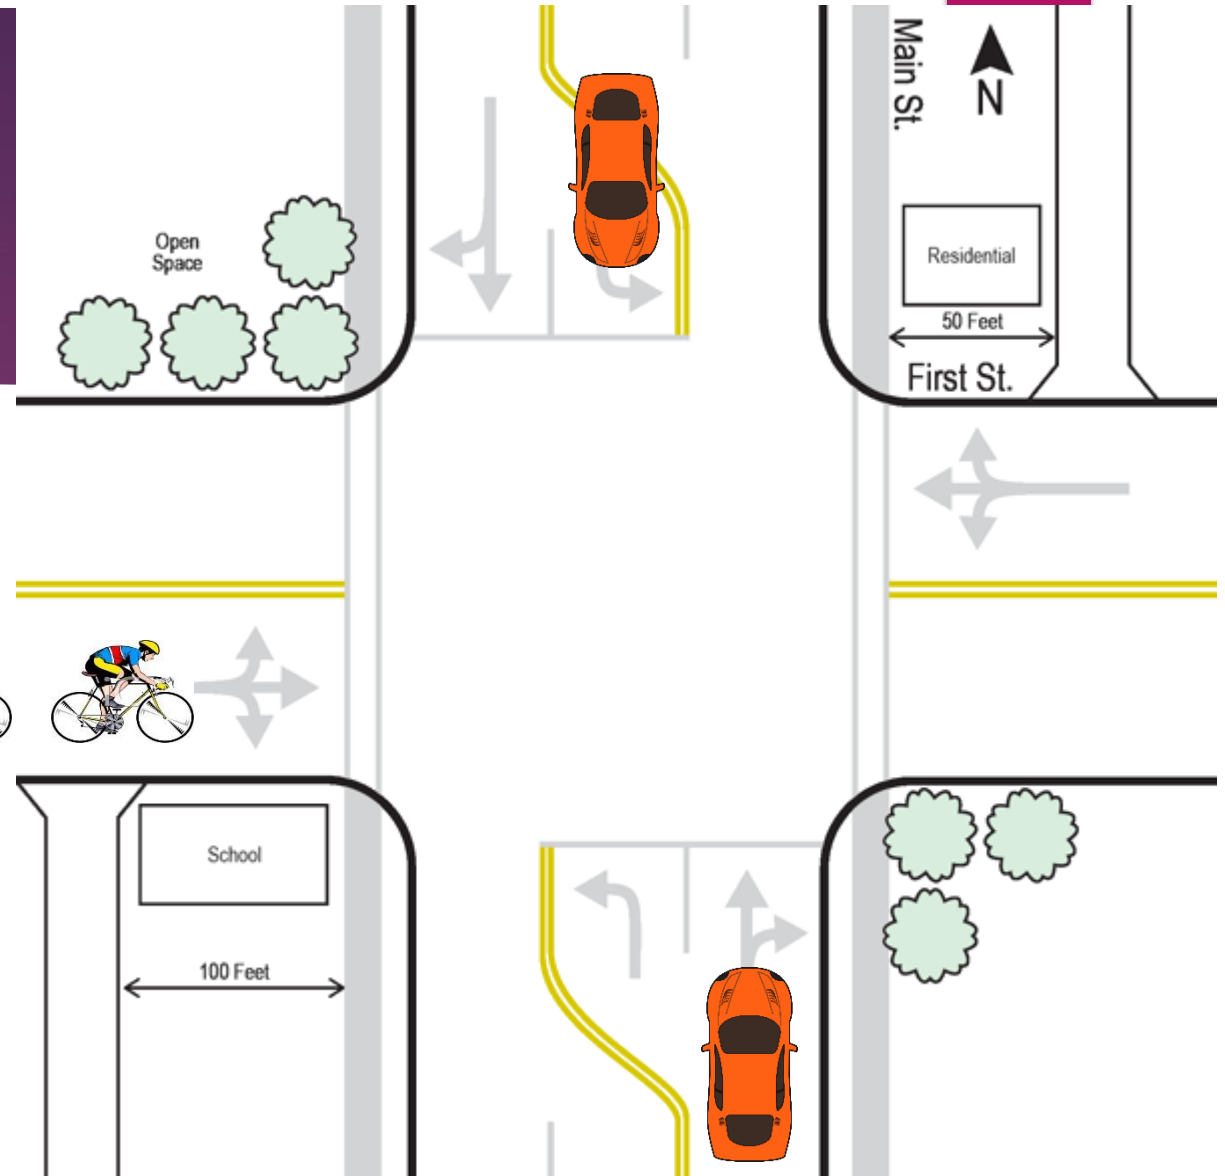 Main St.
N
Open
Space
Residential
50 Feet
First St.
School
100 Feet